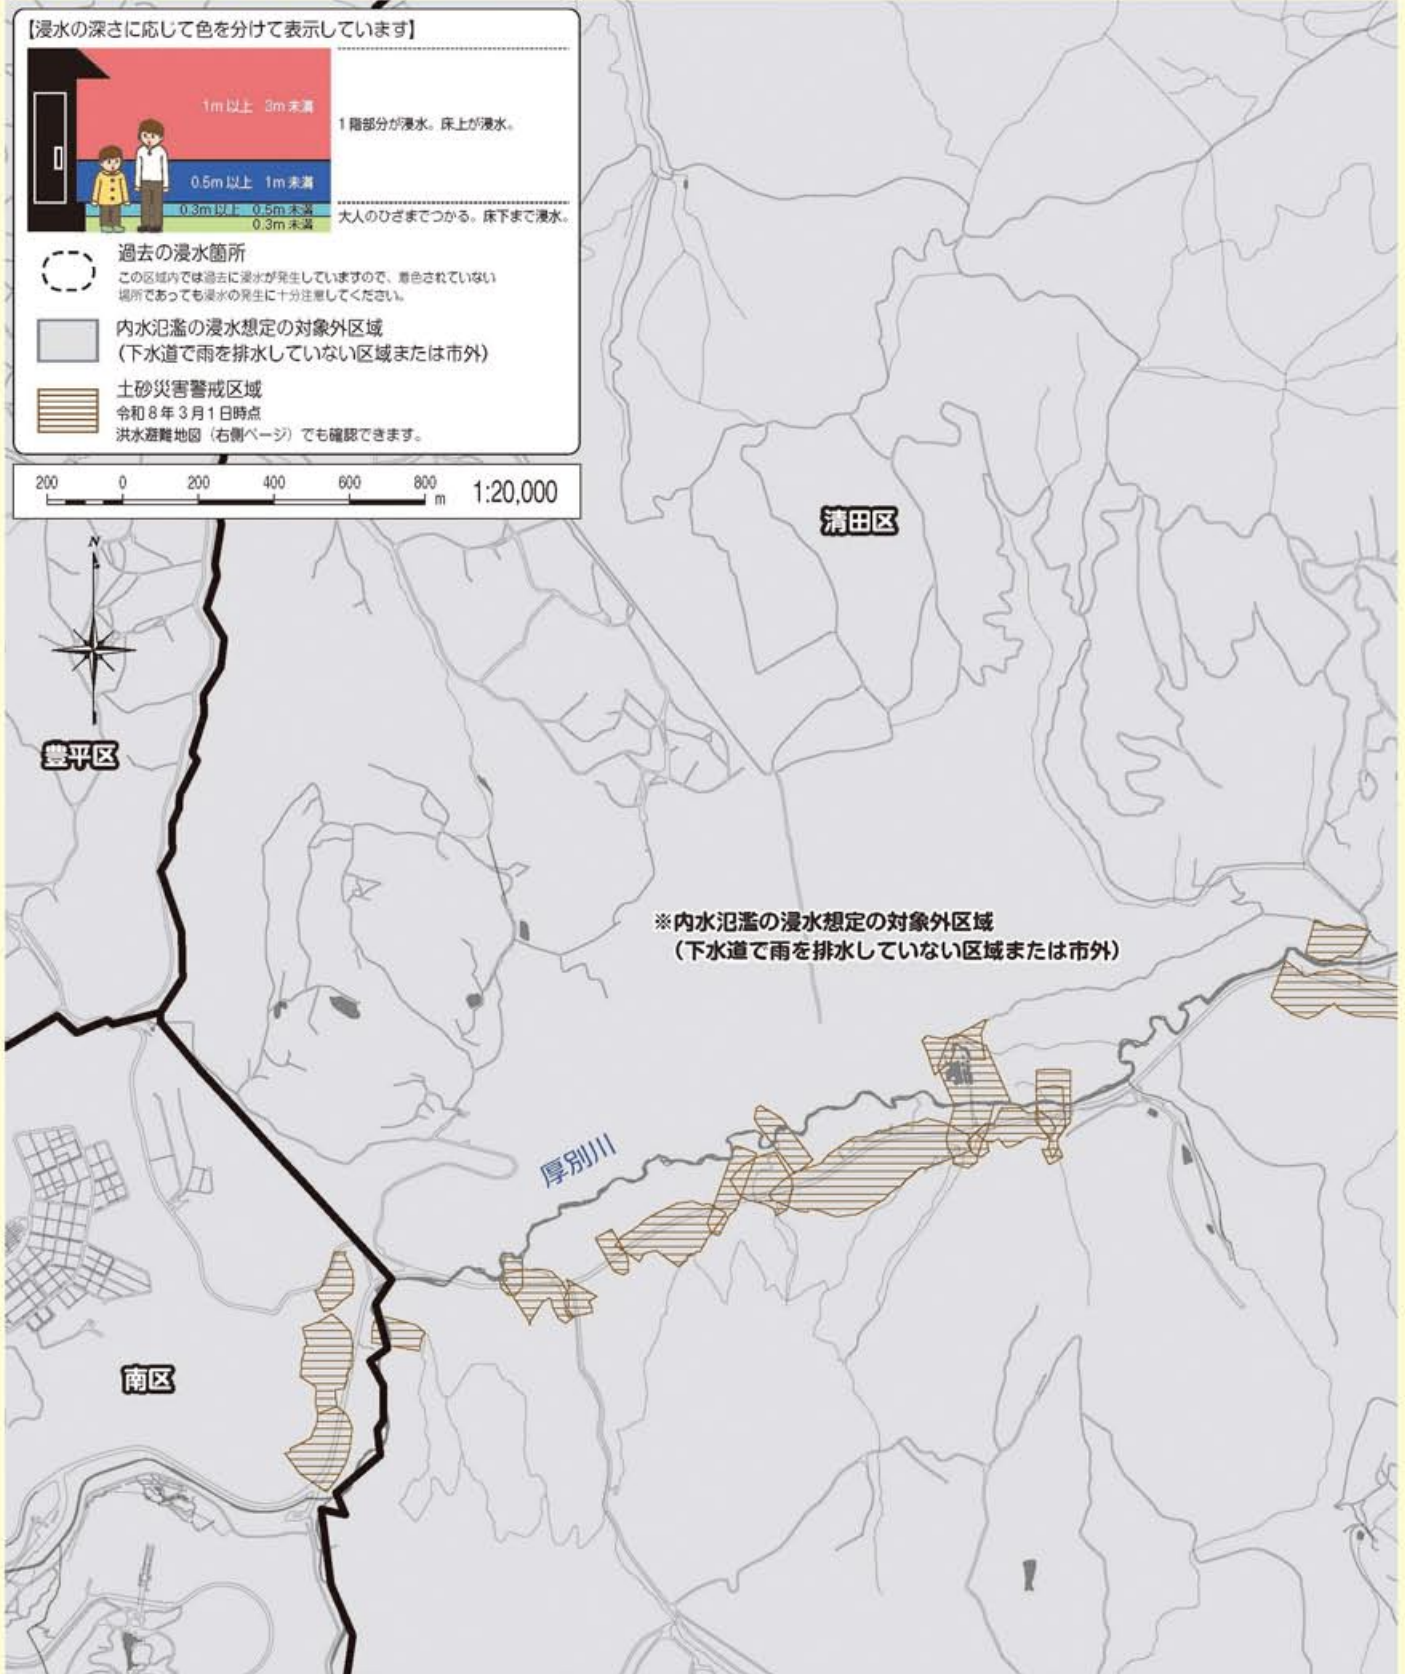 【浸水の深さに応じて色を分けて表示しています】
1m以上 3m未満
1階部分が浸水。床上が浸水。
0.5m以上 1m未満
0.3m以上 0.5m未満
0.3m未満
大人のひざまでつかる。床下まで浸水。
過去の浸水箇所
この区域内では過去に浸水が発生していますので、着色されていない
場所であっても浸水の発生に十分注意してください。
内水氾濫の浸水想定の対象外区域
(下水道で雨を排水していない区域または市外)
土砂災害警戒区域
令和8年3月1日時点
洪水避難地図(右側ページ)でも確認できます。
200 0 200 400 600 800 m 1:20,000
清田区
N
豊平区
※内水氾濫の浸水想定の対象外区域
(下水道で雨を排水していない区域または市外)
厚別川
南区